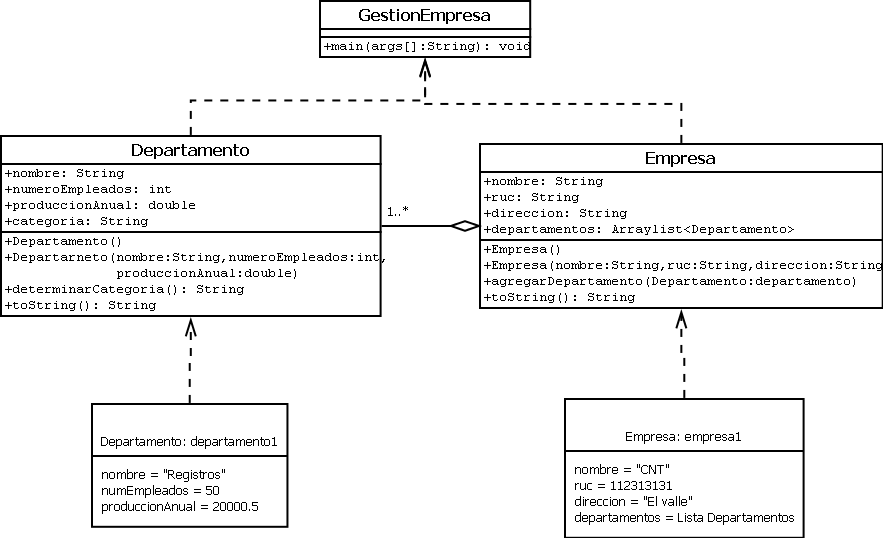 GestionEmpresa
+main(args[]:String): void
Departamento
+nombre: String
+numeroEmpleados: int
+produccionAnual: double
+categoria: String
+Departamento()
+Departarneto(nombre:String,numeroEmpleados:int,
produccionAnual:double)
+determinarCategoria(): String
+toString(): String
1..*
Empresa
+nombre: String
+ruc: String
+direccion: String
+departamentos: Arraylist<Departamento>
+Empresa()
+Empresa(nombre:String,ruc:String,direccion:String
+agregarDepartamento(Departamento:departamento)
+toString(): String
Departamento: departamento1
nombre = "Registros"
numEmpleados = 50
produccionAnual = 20000.5
Empresa: empresa1
nombre = "CNT"
ruc = 112313131
direccion = "El valle"
departamentos = Lista Departamentos